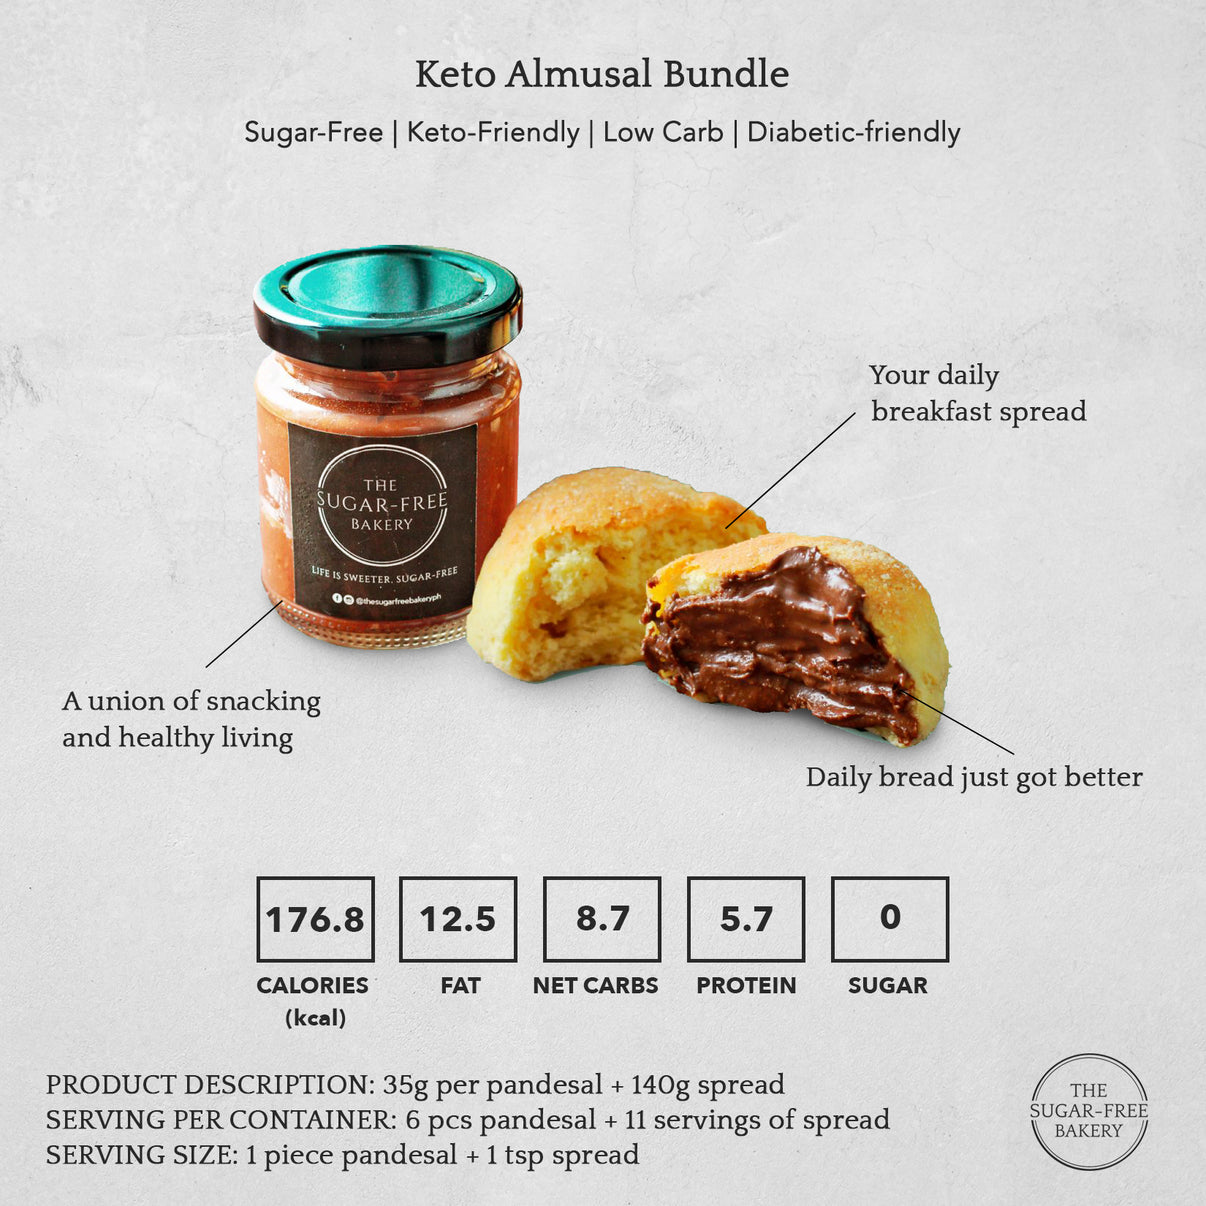 Keto Almusal Bundle
Sugar-Free | Keto-Friendly | Low Carb | Diabetic-friendly
Your daily
breakfast spread
THE
SUGAR-FREE
BAKERY
LIFE IS SWEETER. SUGAR-FREE
@thesugarfreebakeryph
A union of snacking
and healthy living
Daily bread just got better
176.8
12.5
8.7
5.7
0
CALORIES
(kcal)
FAT
NET CARBS
PROTEIN
SUGAR
PRODUCT DESCRIPTION: 35g per pandesal + 140g spread
SERVING PER CONTAINER: 6 pcs pandesal + 11 servings of spread
SERVING SIZE: 1 piece pandesal + 1 tsp spread
THE
SUGAR-FREE
BAKERY